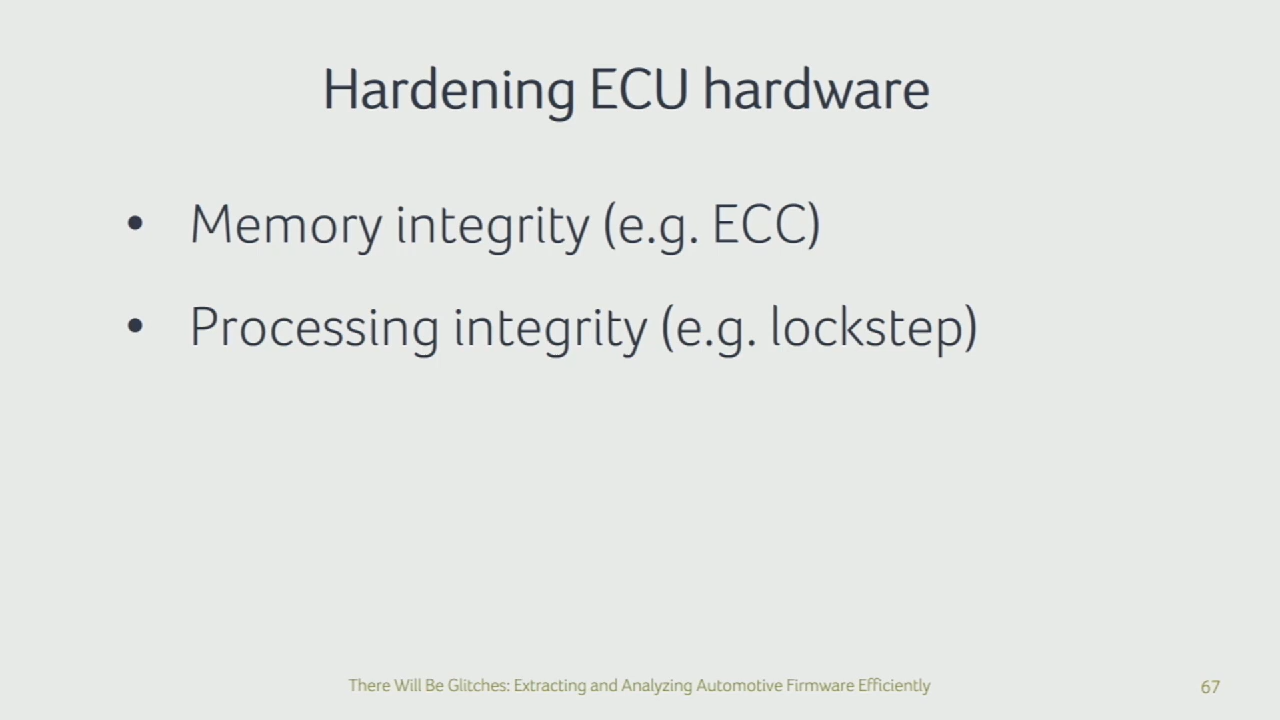 Hardening ECU hardware
• Memory integrity (e.g. ECC)
• Processing integrity (e.g. lockstep)
There Will Be Glitches: Extracting and Analyzing Automotive Firmware Efficiently
67